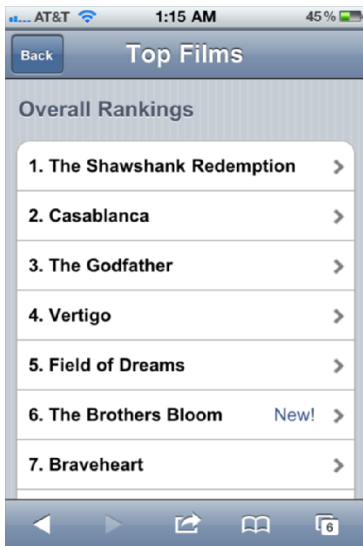 AT&T 1:15 AM 45%
Back Top Films
Overall Rankings
1. The Shawshank Redemption
2. Casablanca
3. The Godfather
4. Vertigo
5. Field of Dreams
6. The Brothers Bloom New!
7. Braveheart
6